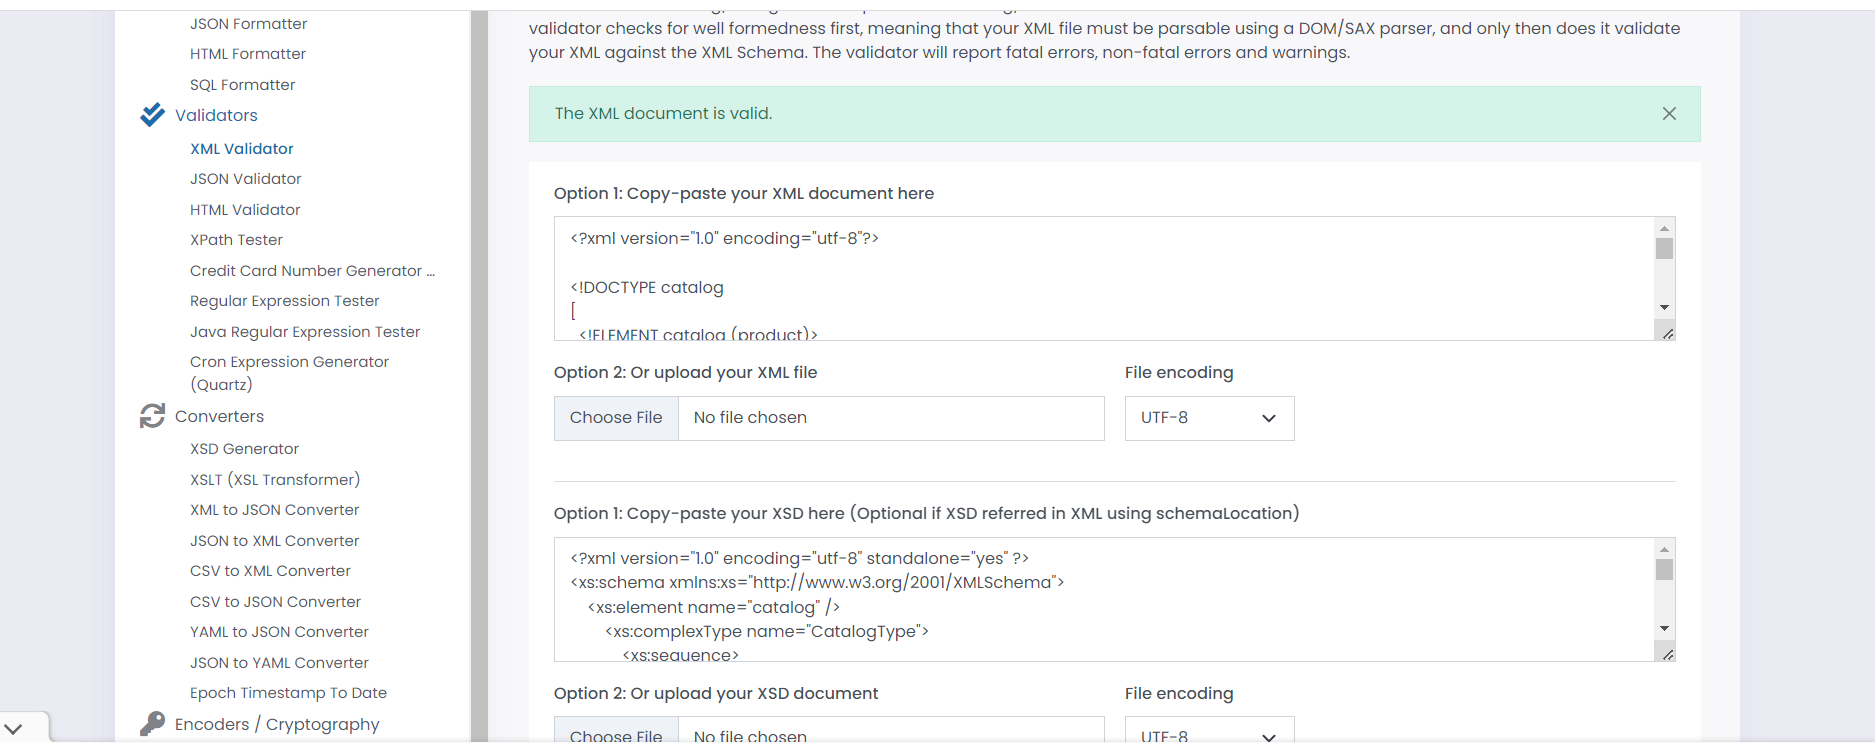 JSON Formatter
HTML Formatter
SQL Formatter
Validators
XML Validator
JSON Validator
HTML Validator
XPath Tester
Credit Card Number Generator ...
Regular Expression Tester
Java Regular Expression Tester
Cron Expression Generator
(Quartz)
Converters
XSD Generator
XSLT (XSL Transformer)
XML to JSON Converter
JSON to XML Converter
CSV to XML Converter
CSV to JSON Converter
YAML to JSON Converter
JSON to YAML Converter
Epoch Timestamp To Date
Encoders / Cryptography
validator checks for well formedness first, meaning that your XML file must be parsable using a DOM/SAX parser, and only then does it validate
your XML against the XML Schema. The validator will report fatal errors, non-fatal errors and warnings.
The XML document is valid.
Option 1: Copy-paste your XML document here
<?xml version="1.0" encoding="utf-8"?>
<!DOCTYPE catalog
[
<!ELEMENT catalog (product)>
Option 2: Or upload your XML file
File encoding
Choose File
No file chosen
UTF-8
Option 1: Copy-paste your XSD here (Optional if XSD referred in XML using schemaLocation)
<?xml version="1.0" encoding="utf-8" standalone="yes" ?>
<xs:schema xmlns:xs="http://www.w3.org/2001/XMLSchema">
<xs:element name="catalog" />
<xs:complexType name="CatalogType">
<xs:sequence>
Option 2: Or upload your XSD document
File encoding
Choose File
No file chosen
UTF-8